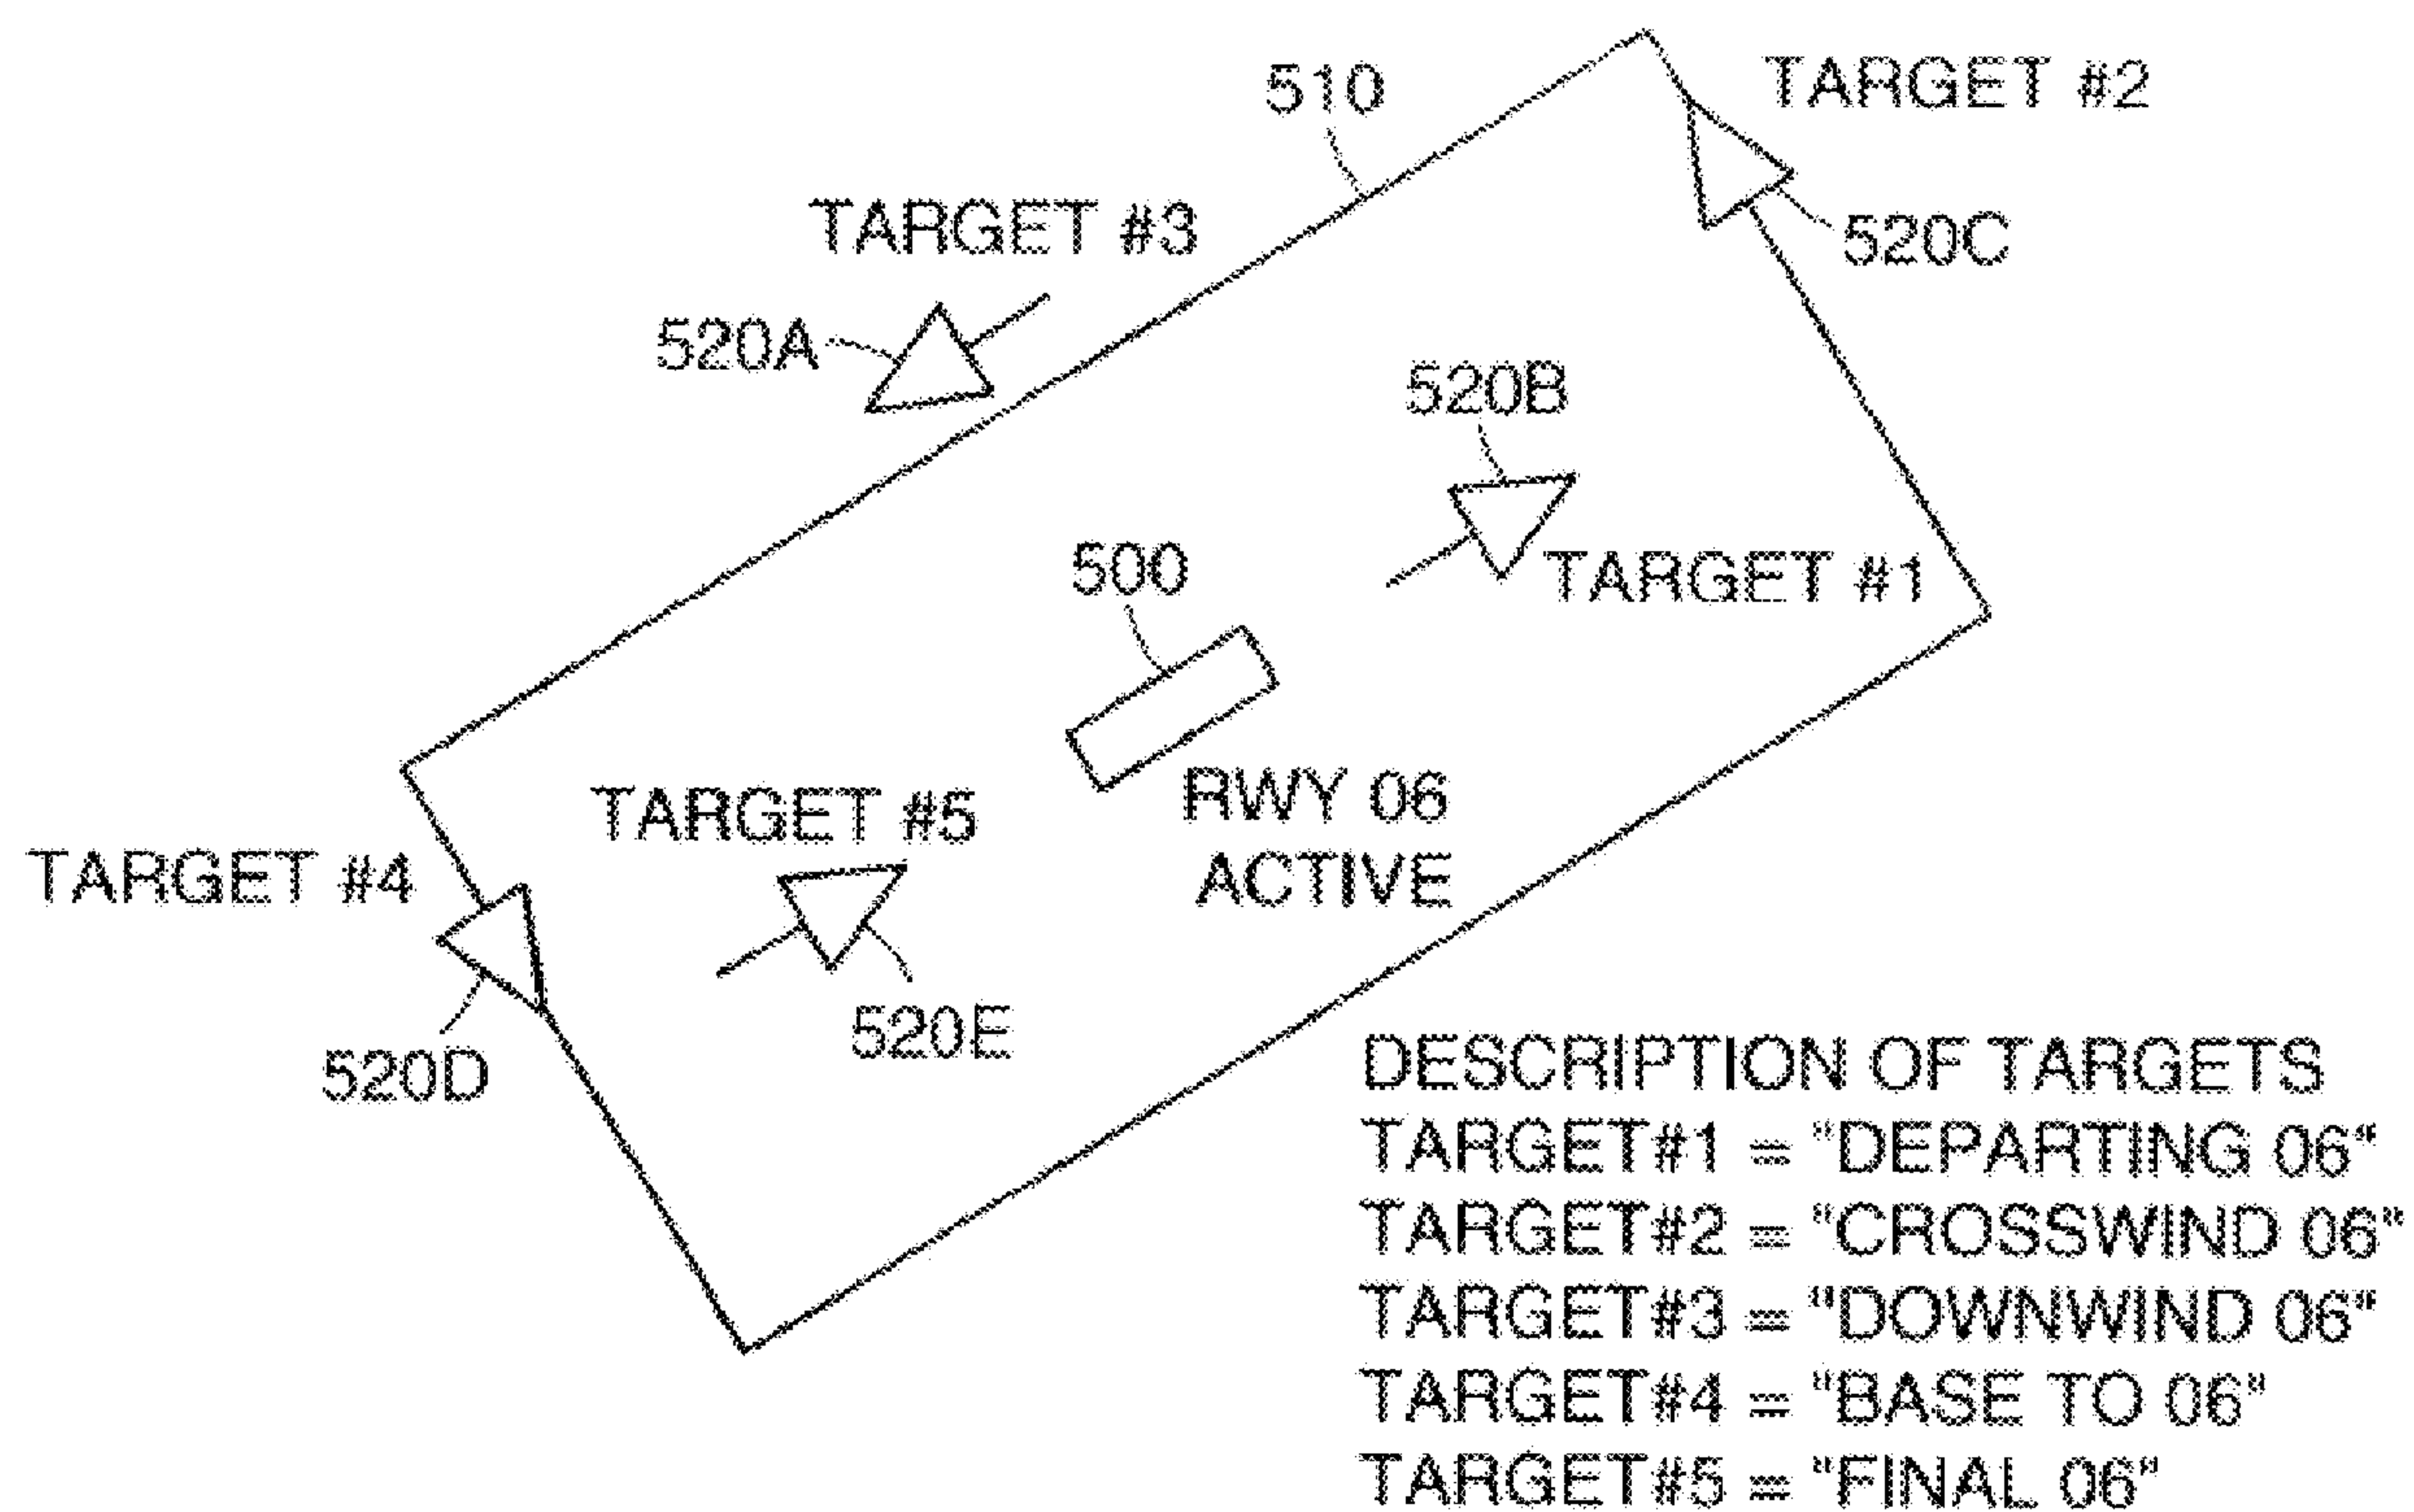 510
TARGET #2
TARGET #3
520C
520A
520B
500
TARGET #1
RWY 06
ACTIVE
TARGET #5
TARGET #4
520E
520D
DESCRIPTION OF TARGETS
TARGET#1 = "DEPARTING 06"
TARGET#2 = "CROSSWIND 06"
TARGET#3 = "DOWNWIND 06"
TARGET#4 = "BASE TO 06"
TARGET#5 = "FINAL 06"